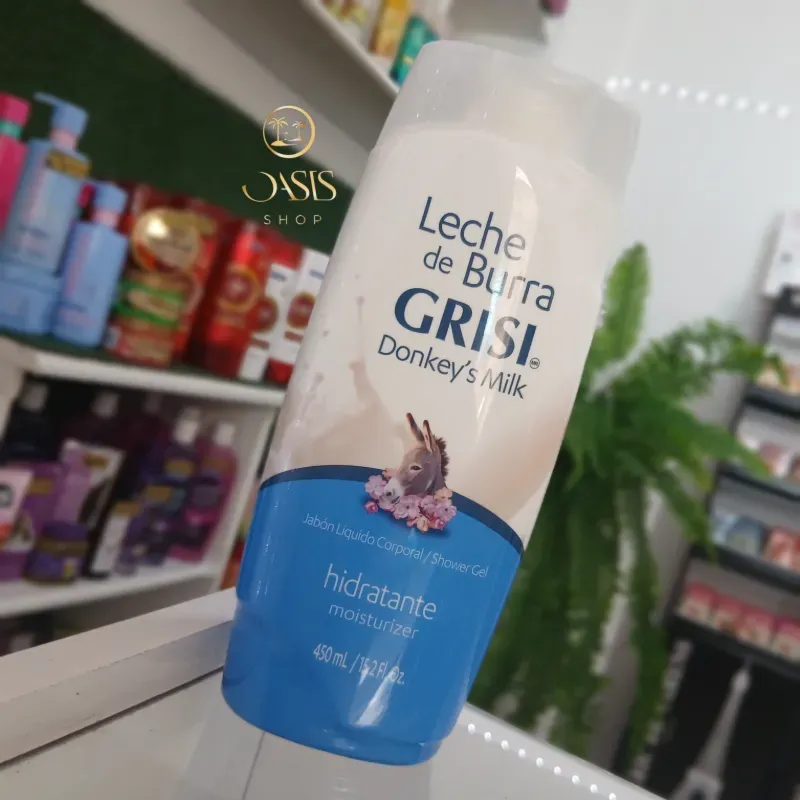 OASIS
SHOP
Leche
de Burra
GRISI
Donkey's Milk
Jabón Líquido Corporal / Shower Gel
hidratante
moisturizer
450 mL / 15.2 Fl. Oz.